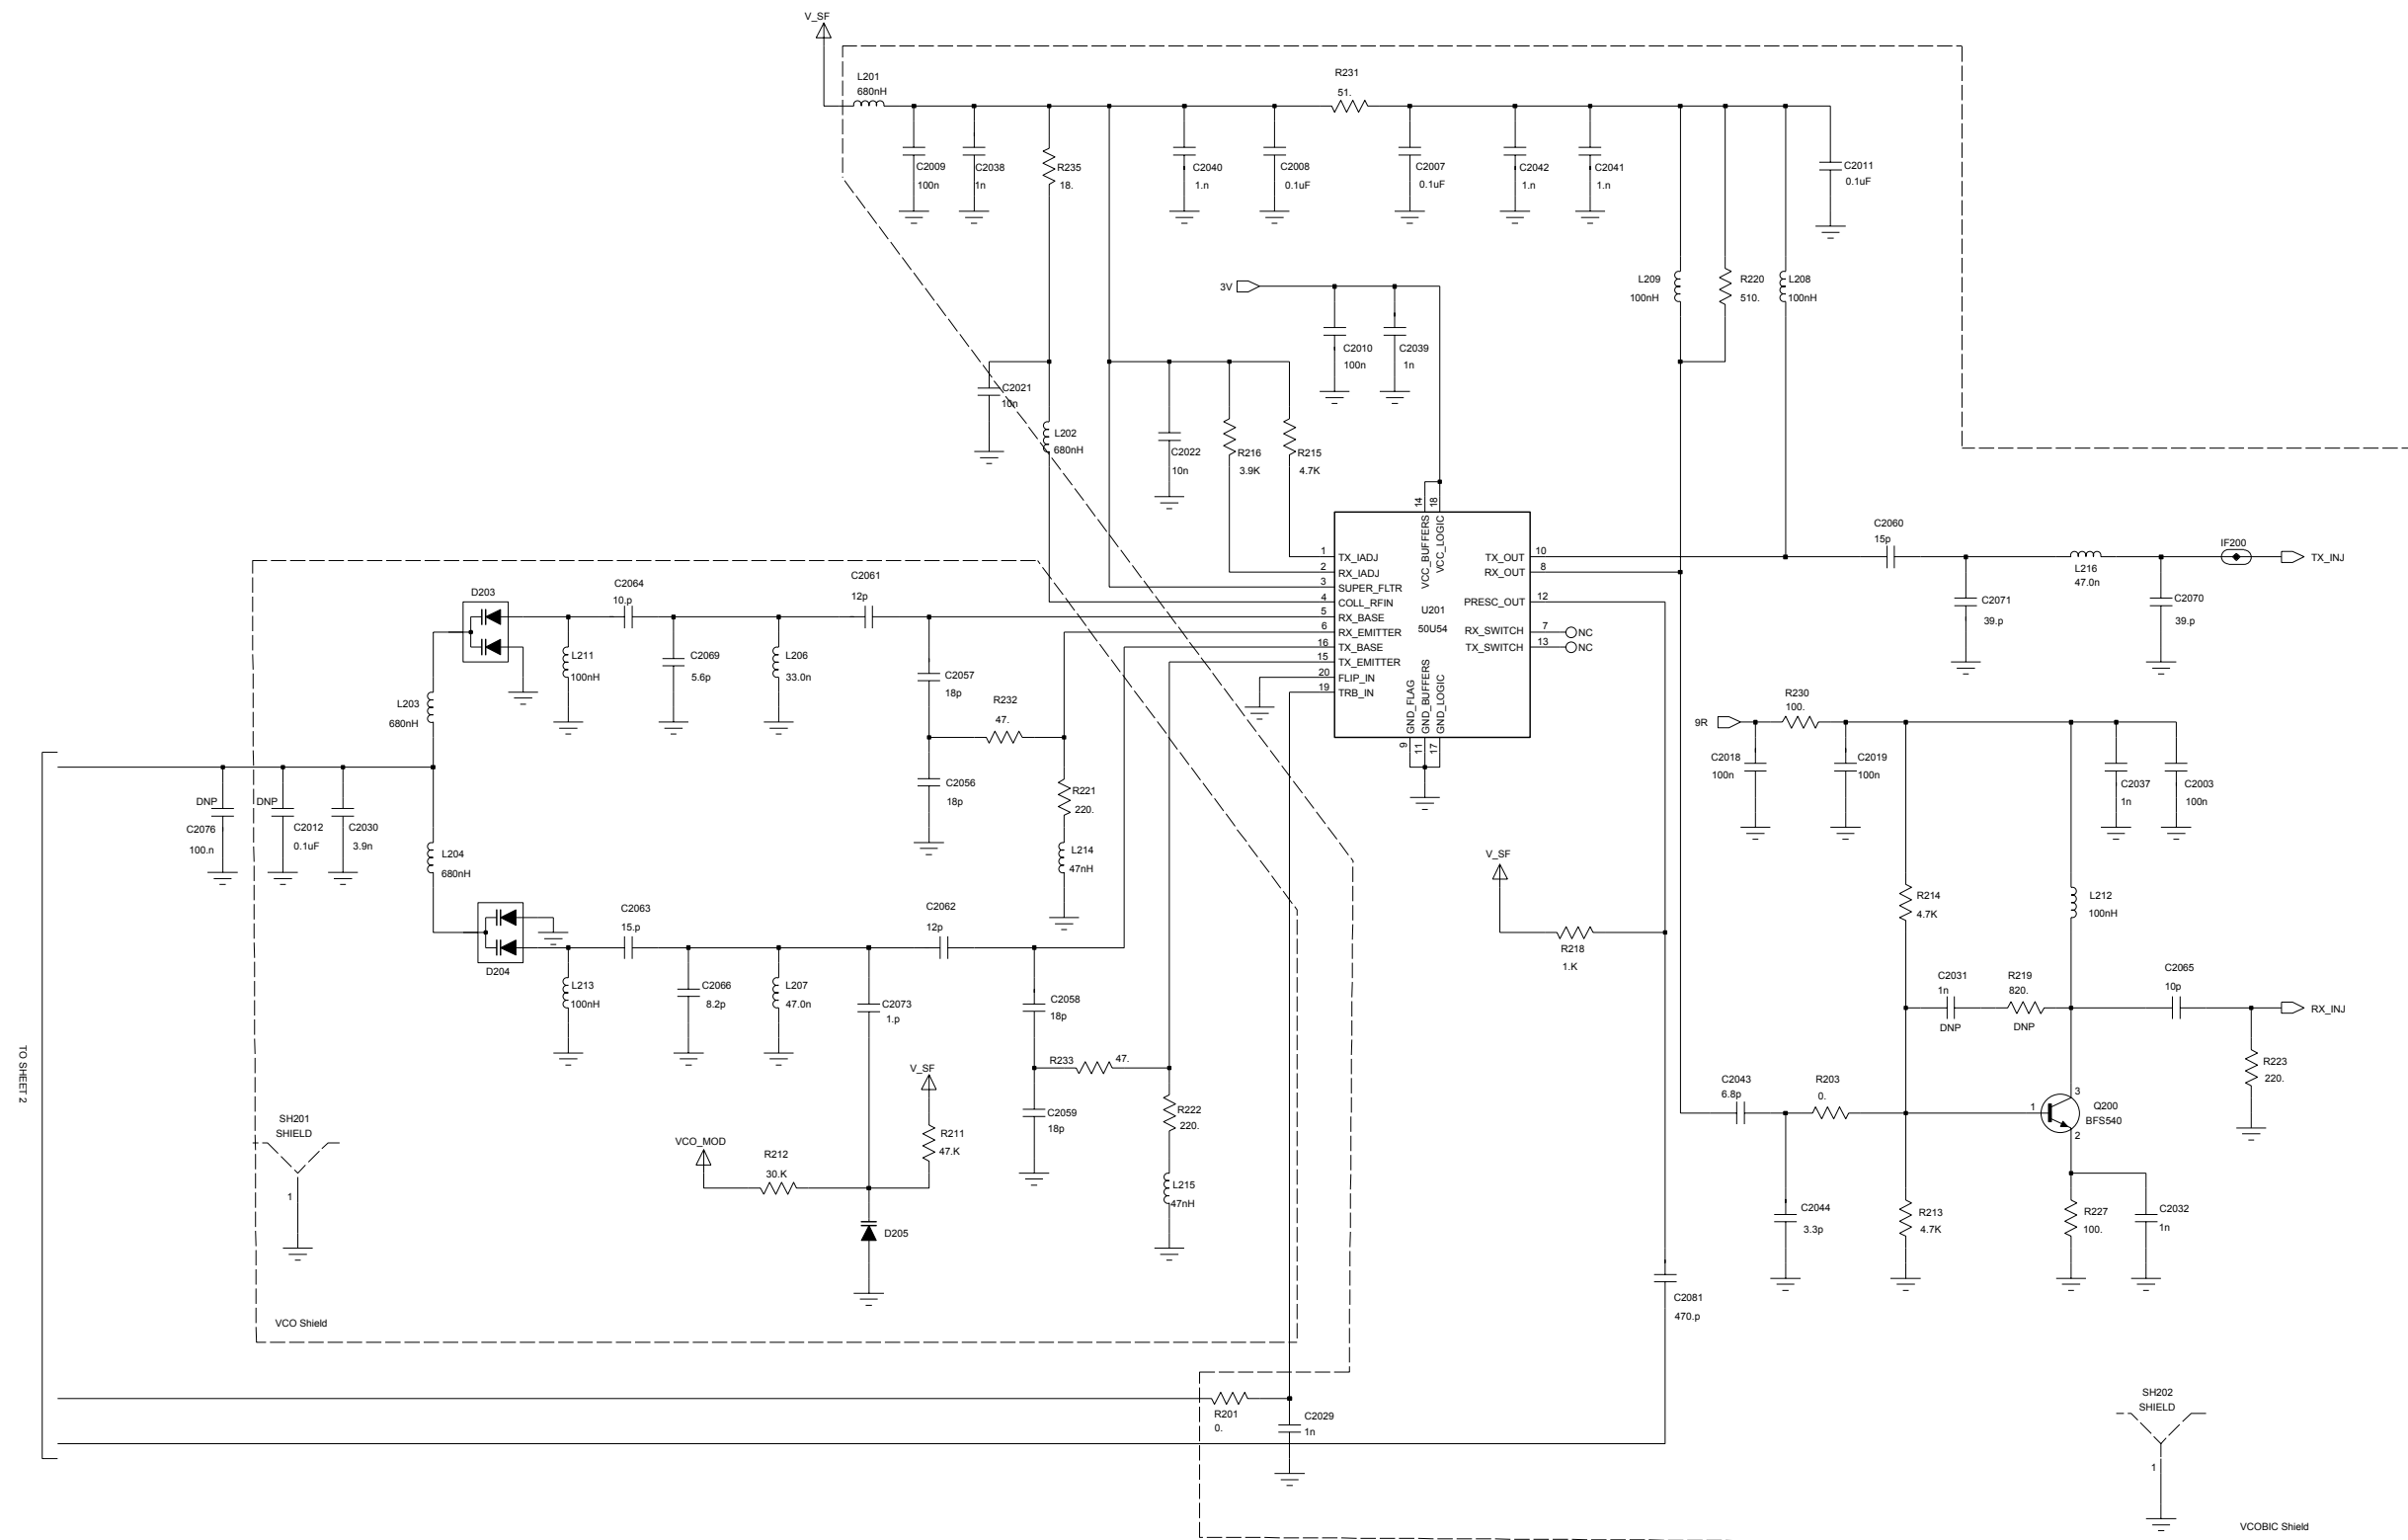 V_SF
L201
680nH
R231
51.
C2009
100n
C2038
1n
R235
18.
C2040
1.n
C2008
0.1uF
C2007
0.1uF
C2042
1.n
C2041
1.n
C2011
0.1uF
3V
L209
100nH
R220
510.
L208
100nH
C2010
100n
C2039
1n
C2021
10n
L202
680nH
C2022
10n
R216
3.9K
R215
4.7K
14
18
VCC_BUFFERS
VCC_LOGIC
1
TX_IADJ
2
RX_IADJ
3
SUPER_FLTR
4
COLL_RFIN
5
RX_BASE
6
RX_EMITTER
16
TX_BASE
15
TX_EMITTER
20
FLIP_IN
19
TRB_IN
U201
50U54
TX_OUT
10
RX_OUT
8
PRESC_OUT
12
RX_SWITCH
7
NC
TX_SWITCH
13
NC
GND_FLAG
GND_BUFFERS
GND_LOGIC
9
11
17
C2060
15p
L216
47.0n
IF200
TX_INJ
C2071
39.p
C2070
39.p
D203
C2064
10.p
C2061
12p
L211
100nH
C2069
5.6p
L206
33.0n
C2057
18p
R232
47.
L203
680nH
C2056
18p
R221
220.
L214
47nH
DNP
C2076
100.n
DNP
C2012
0.1uF
C2030
3.9n
L204
680nH
R230
100.
9R
C2018
100n
C2019
100n
C2037
1n
C2003
100n
V_SF
R218
1.K
R214
4.7K
L212
100nH
D204
C2063
15.p
C2062
12p
L213
100nH
C2066
8.2p
L207
47.0n
C2073
1.p
C2058
18p
R233
47.
C2059
18p
R222
220.
L215
47nH
C2031
1n
DNP
R219
820.
DNP
C2065
10p
RX_INJ
R223
220.
TO SHEET 2
V_SF
VCO_MOD
R212
30.K
R211
47.K
D205
SH201
SHIELD
1
VCO Shield
C2043
6.8p
R203
0.
1
3
2
Q200
BFS540
C2044
3.3p
R213
4.7K
R227
100.
C2032
1n
C2081
470.p
R201
0.
C2029
1n
SH202
SHIELD
1
VCOBIC Shield